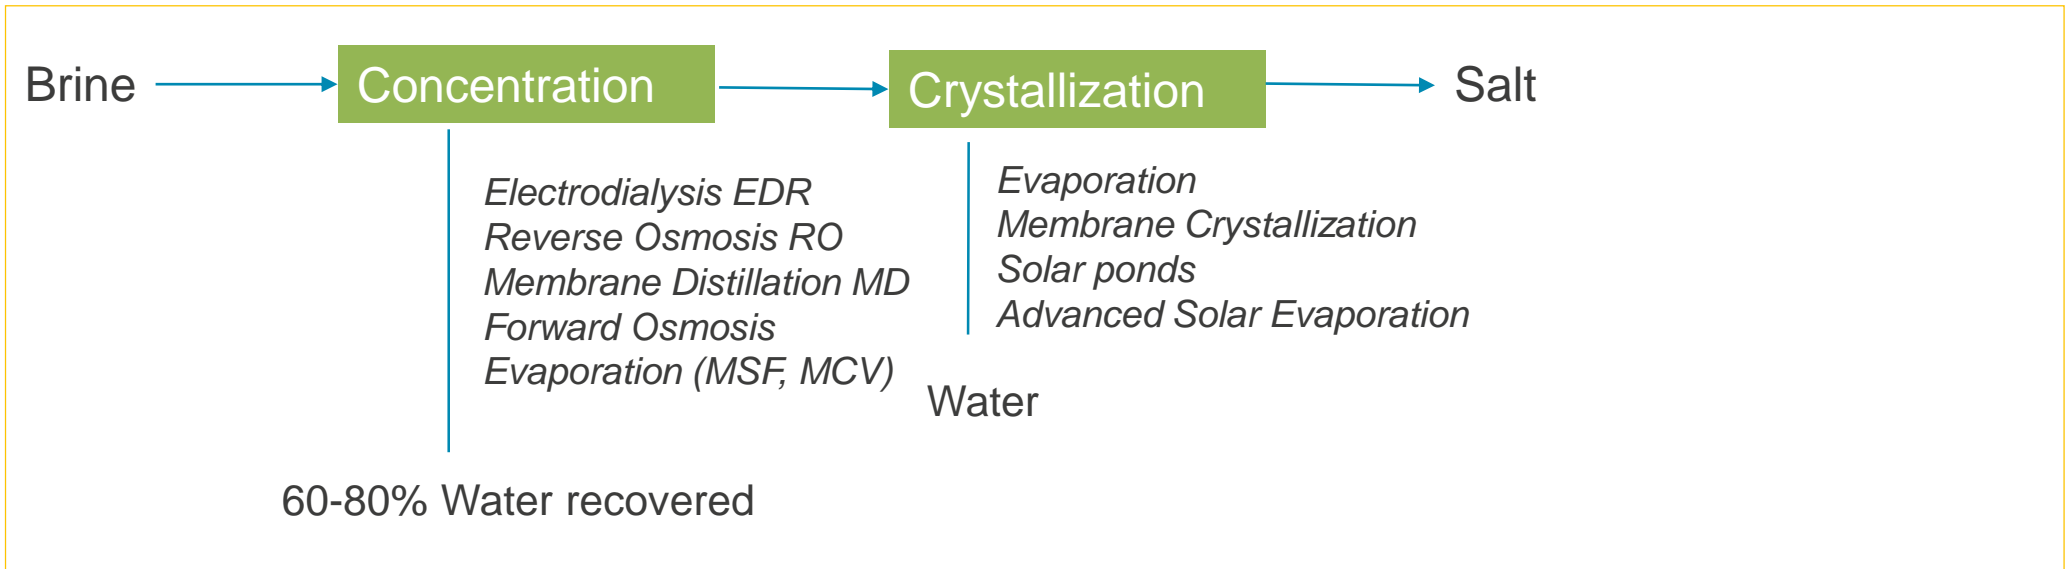 Brine
Concentration
Crystallization
Salt
Electrodialysis EDR
Reverse Osmosis RO
Membrane Distillation MD
Forward Osmosis
Evaporation (MSF, MCV)
Evaporation
Membrane Crystallization
Solar ponds
Advanced Solar Evaporation
Water
60-80% Water recovered